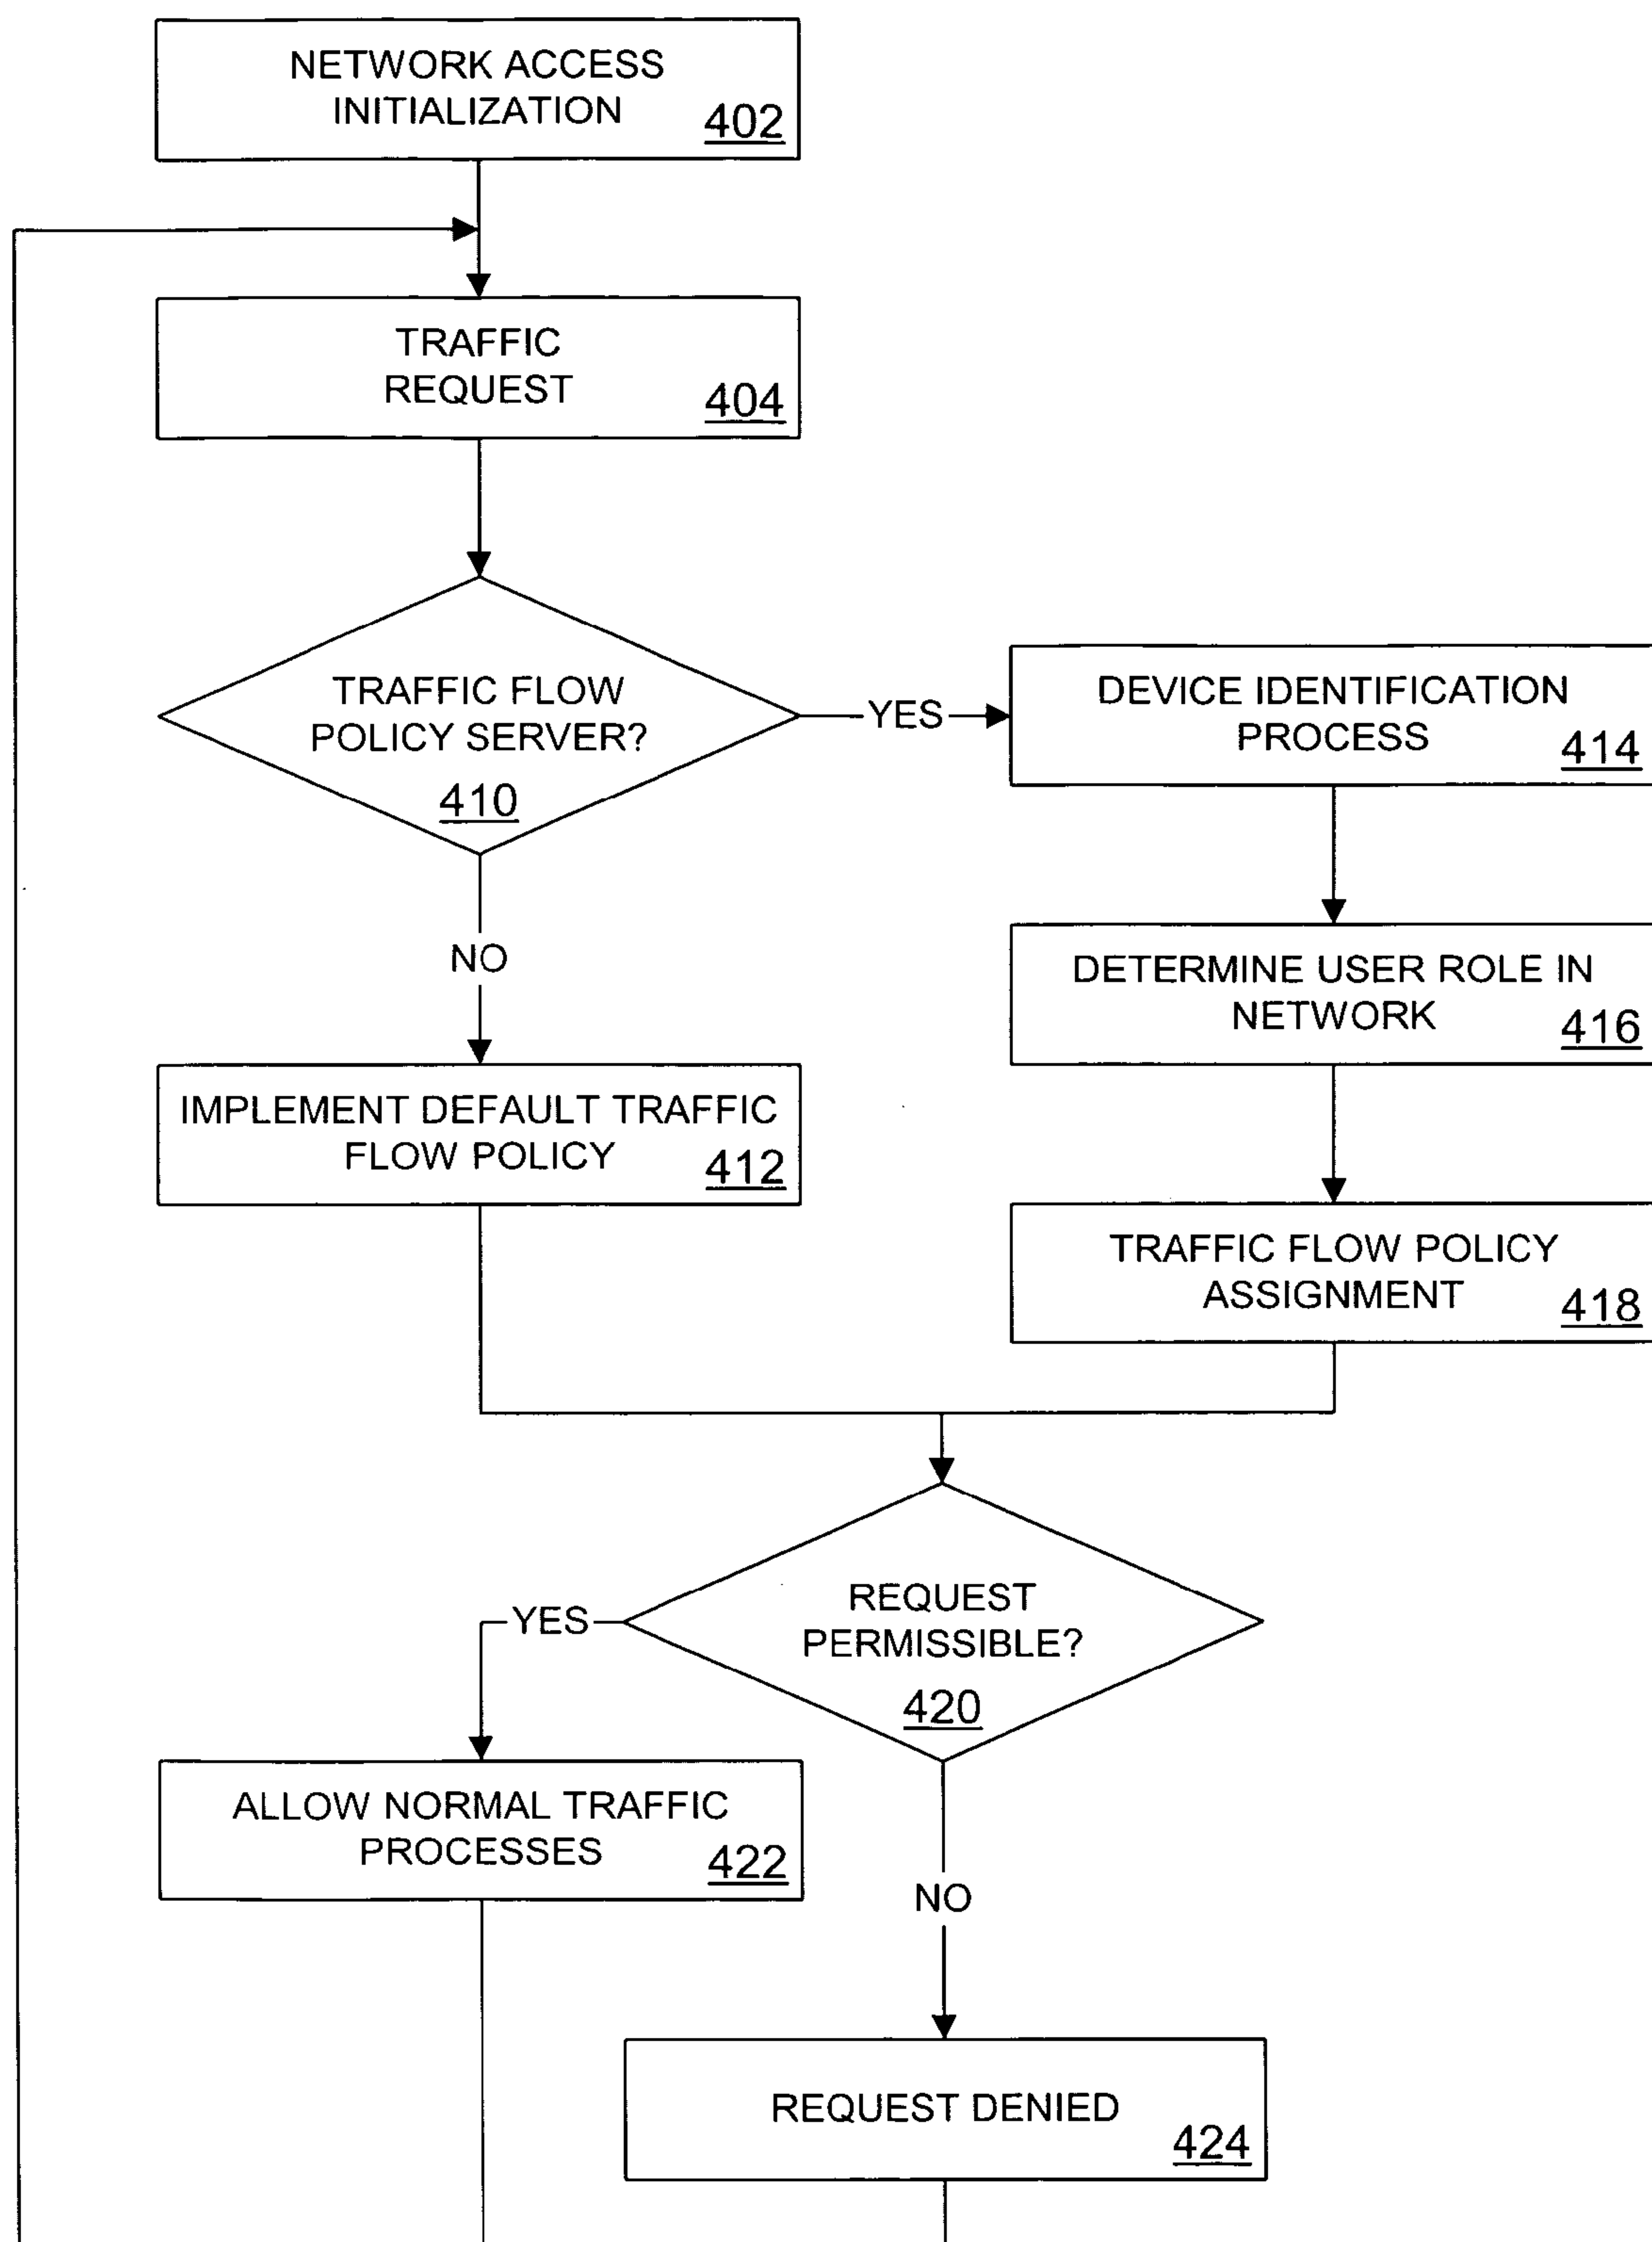 NETWORK ACCESS
INITIALIZATION
402
TRAFFIC
REQUEST
404
TRAFFIC FLOW
POLICY SERVER?
410
YES
DEVICE IDENTIFICATION
PROCESS
414
NO
DETERMINE USER ROLE IN
NETWORK
416
IMPLEMENT DEFAULT TRAFFIC
FLOW POLICY
412
TRAFFIC FLOW POLICY
ASSIGNMENT
418
REQUEST
PERMISSIBLE?
420
YES
ALLOW NORMAL TRAFFIC
PROCESSES
422
NO
REQUEST DENIED
424